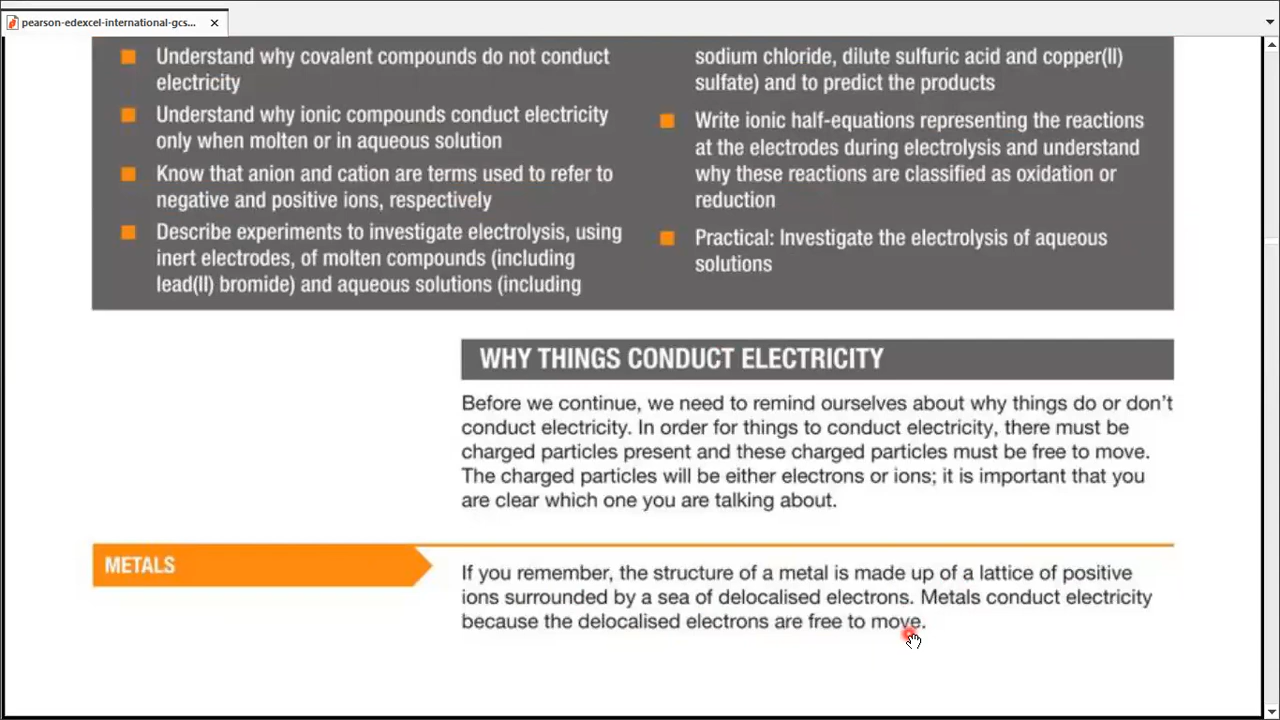 pearson-edexcel-international-gcs...
Understand why covalent compounds do not conduct
electricity
Understand why ionic compounds conduct electricity
only when molten or in aqueous solution
Know that anion and cation are terms used to refer to
negative and positive ions, respectively
Describe experiments to investigate electrolysis, using
inert electrodes, of molten compounds (including
lead(II) bromide) and aqueous solutions (including
sodium chloride, dilute sulfuric acid and copper(II)
sulfate) and to predict the products
Write ionic half-equations representing the reactions
at the electrodes during electrolysis and understand
why these reactions are classified as oxidation or
reduction
Practical: Investigate the electrolysis of aqueous
solutions
WHY THINGS CONDUCT ELECTRICITY
Before we continue, we need to remind ourselves about why things do or don't
conduct electricity. In order for things to conduct electricity, there must be
charged particles present and these charged particles must be free to move.
The charged particles will be either electrons or ions; it is important that you
are clear which one you are talking about.
METALS
If you remember, the structure of a metal is made up of a lattice of positive
ions surrounded by a sea of delocalised electrons. Metals conduct electricity
because the delocalised electrons are free to move.